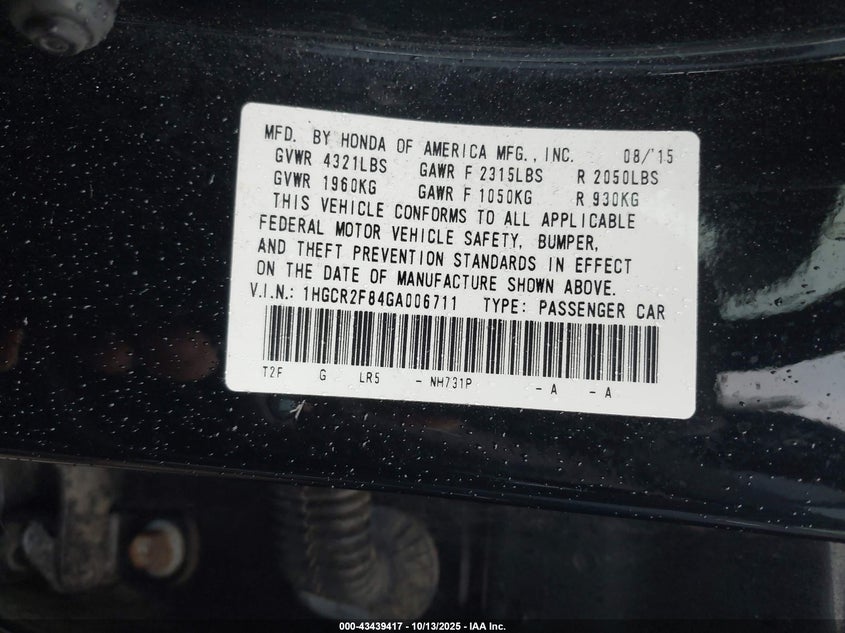 MFD. BY HONDA OF AMERICA MFG., INC. 08/'15
GVWR 4321LBS GAWR F 2315LBS R 2050LBS
GVWR 1960KG GAWR F 1050KG R 930KG
THIS VEHICLE CONFORMS TO ALL APPLICABLE
FEDERAL MOTOR VEHICLE SAFETY, BUMPER,
AND THEFT PREVENTION STANDARDS IN EFFECT
ON THE DATE OF MANUFACTURE SHOWN ABOVE.
V.I.N.: 1HGCR2F84GA006711 TYPE: PASSENGER CAR
T2F G LR5 - NH731P - A - A
000-43439417 - 10/13/2025 - IAA Inc.